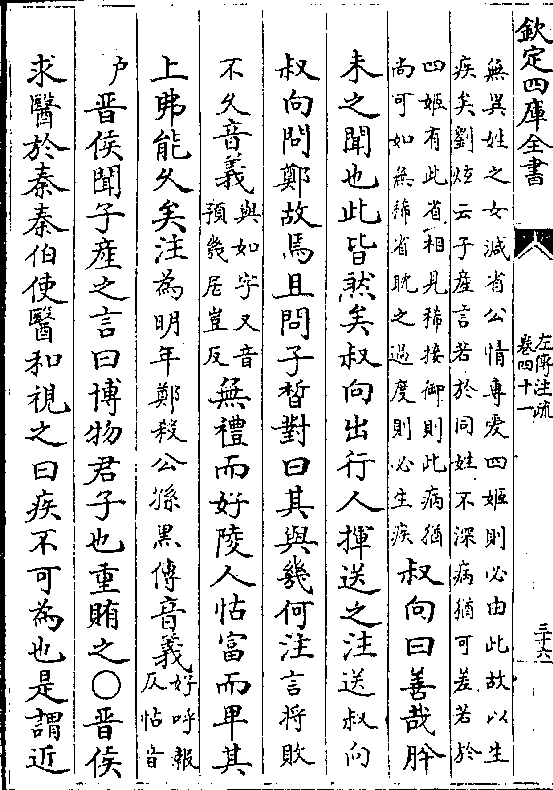 欽定四庫全書
左傳注疏
卷四十一
三十六
無異姓之女減省公情專愛四姬則必由此故以生
疾矣劉炫云子產言若於同姓不深病猶可差若於
四姬有此省相見稀接御則此病猶
尚可如無稀省耽之過度則必生疾
叔向曰善哉肸
未之聞也此皆然矣叔向出行人揮送之注送叔向
叔向問鄭故焉且問子晳對曰其與幾何注言將敗
不久音義與如字又音
預幾居豈反
無禮而好陵人怙富而卑其
上弗能久矣注為明年鄭殺公孫黑傳音義好呼報
反怙音
户
晉侯聞子產之言曰博物君子也重賄之○晉侯
求醫於秦秦伯使醫和視之曰疾不可為也是謂近